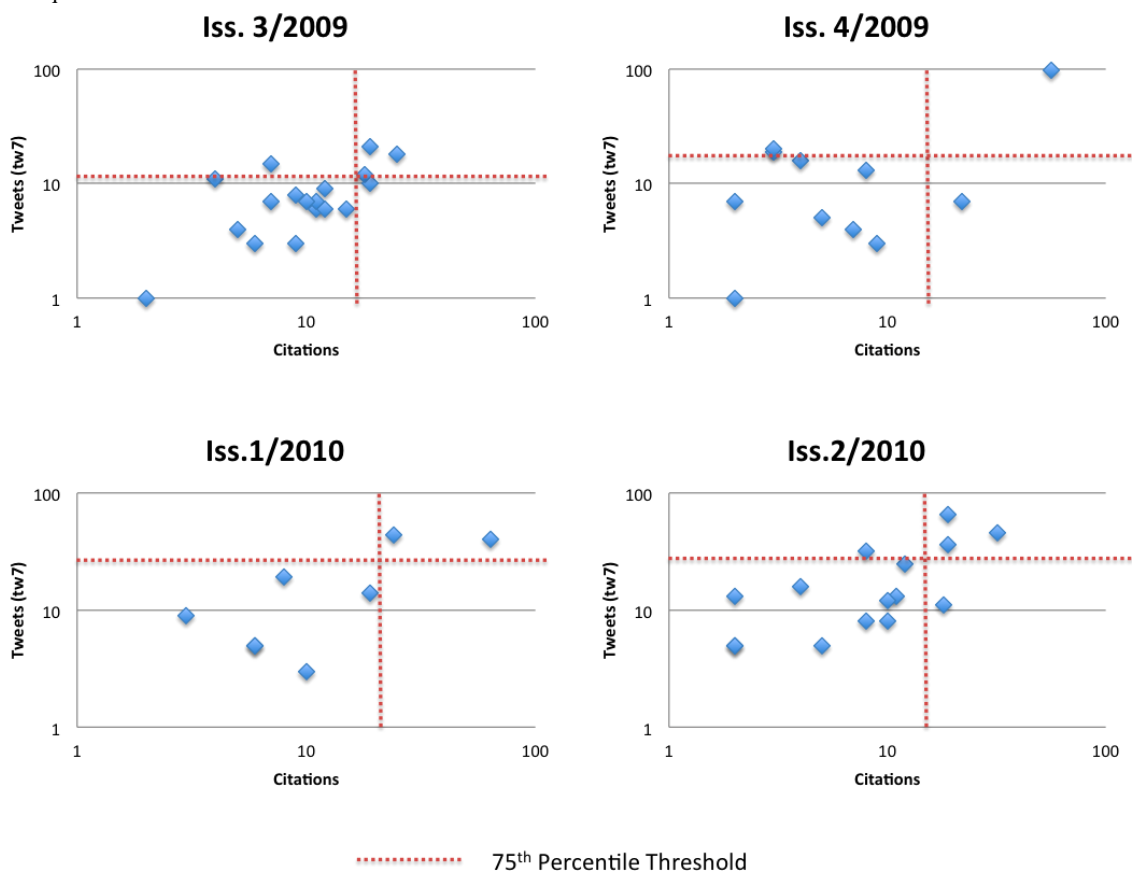 Iss. 3/2009
100
10
1
Tweets (tw7)
1 10 100
Citations
Iss. 4/2009
100
10
1
Tweets (tw7)
1 10 100
Citations
Iss.1/2010
100
10
1
Tweets (tw7)
1 10 100
Citations
Iss.2/2010
100
10
1
Tweets (tw7)
1 10 100
Citations
75th Percentile Threshold